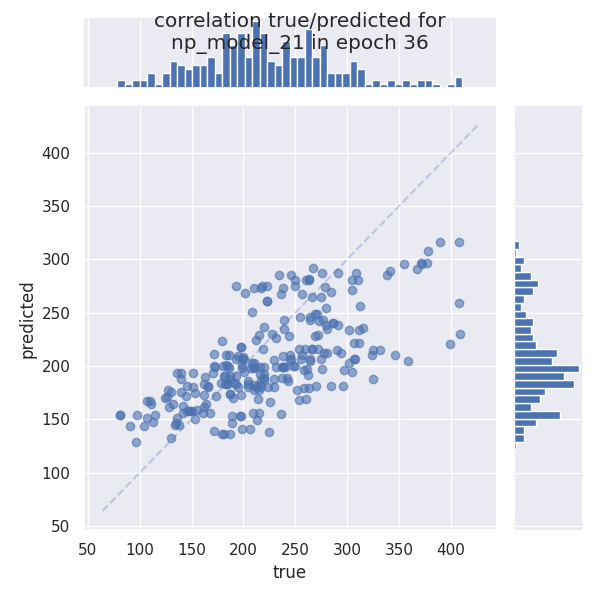 correlation true/predicted for
np_model_21 in epoch 36
400
350
300
250
200
150
100
50
predicted
50 100 150 200 250 300 350 400
true